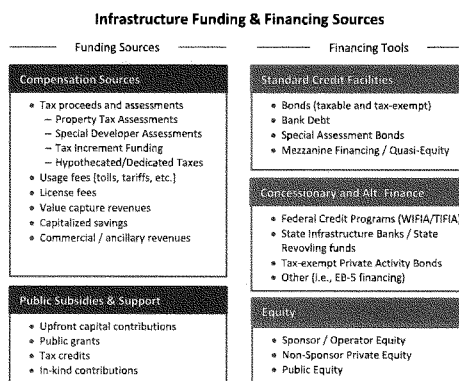 Infrastructure Funding & Financing Sources
Funding Sources
Compensation Sources
• Tax proceeds and assessments
– Property Tax Assessments
– Special Developer Assessments
– Tax Increment Funding
– Hypothecated/Dedicated Taxes
• Usage fees (tolls, tariffs, etc.)
• License fees
• Value capture revenues
• Capitalized savings
• Commercial / ancillary revenues
Public Subsidies & Support
• Upfront capital contributions
• Public grants
• Tax credits
• In-kind contributions
Financing Tools
Standard Credit Facilities
• Bonds (taxable and tax-exempt)
• Bank Debt
• Special Assessment Bonds
• Mezzanine Financing / Quasi-Equity
Concessionary and Alt. Finance
• Federal Credit Programs (WIFIA/TIFIA)
• State Infrastructure Banks / State
Revovling funds
• Tax-exempt Private Activity Bonds
• Other (i.e., EB-5 financing)
Equity
• Sponsor / Operator Equity
• Non-Sponsor Private Equity
• Public Equity